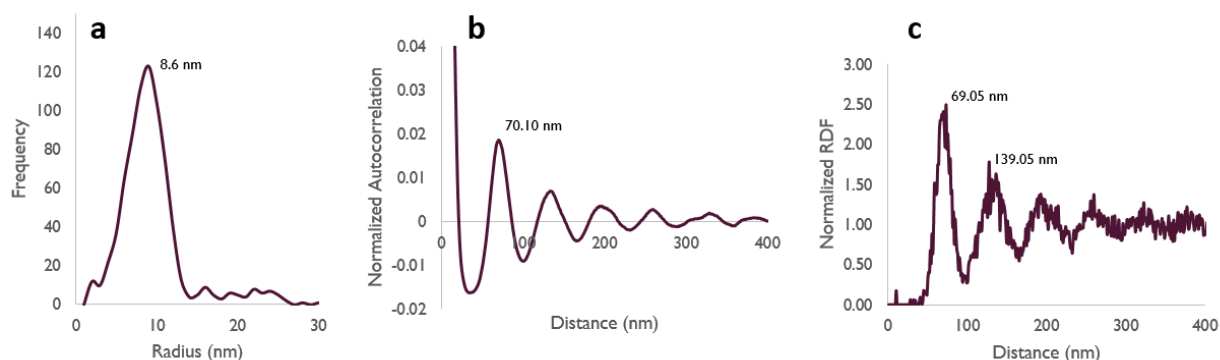 a
140
120
100
80
60
40
20
0
8.6 nm
Frequency
0 10 20 30
Radius (nm)
b
0.04
0.03
0.02
0.01
0
-0.01
-0.02
70.10 nm
Normalized Autocorrelation
0 100 200 300 400
Distance (nm)
c
3.00
2.50
2.00
1.50
1.00
0.50
0.00
69.05 nm
139.05 nm
Normalized RDF
0 100 200 300 400
Distance (nm)